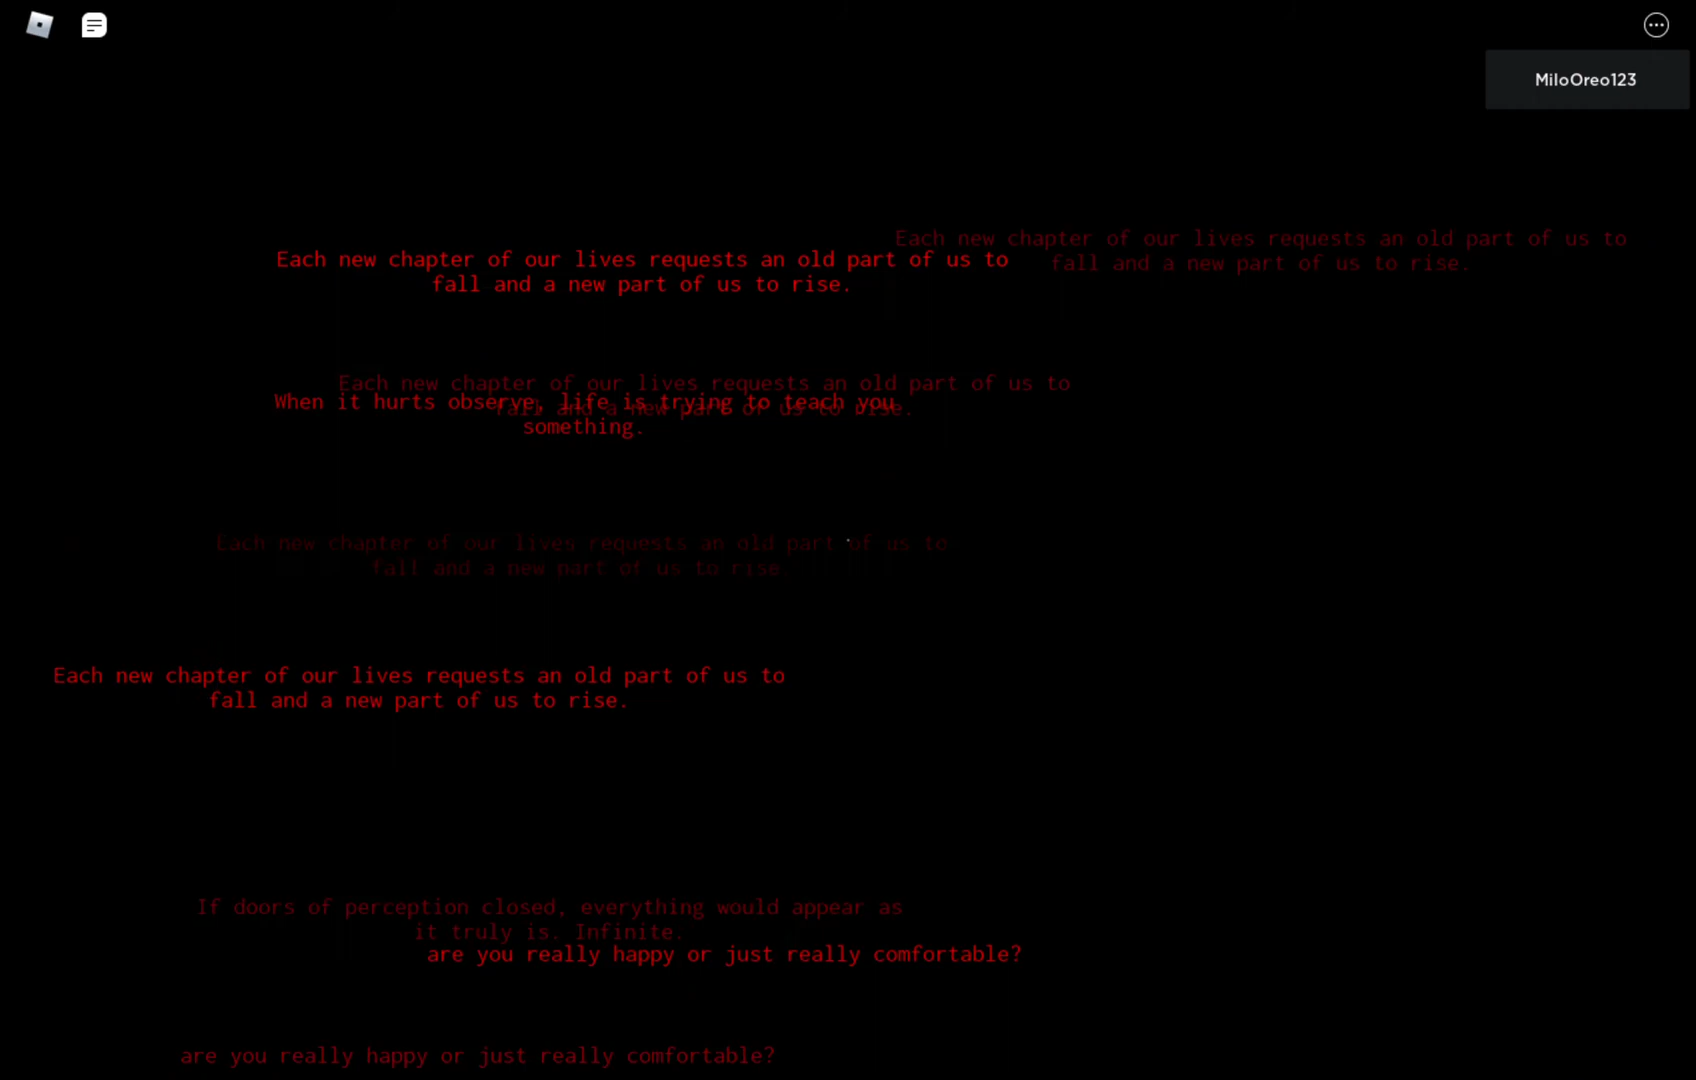 MiloOreo123
Each new chapter of our lives requests an old part of us to
fall and a new part of us to rise.
Each new chapter of our lives requests an old part of us to
fall and a new part of us to rise.
Each new chapter of our lives requests an old part of us to
fall and a new part of us to rise.
When it hurts observe, life is trying to teach you
something.
Each new chapter of our lives requests an old part of us to
fall and a new part of us to rise.
Each new chapter of our lives requests an old part of us to
fall and a new part of us to rise.
If doors of perception closed, everything would appear as
it truly is. Infinite.
are you really happy or just really comfortable?
are you really happy or just really comfortable?